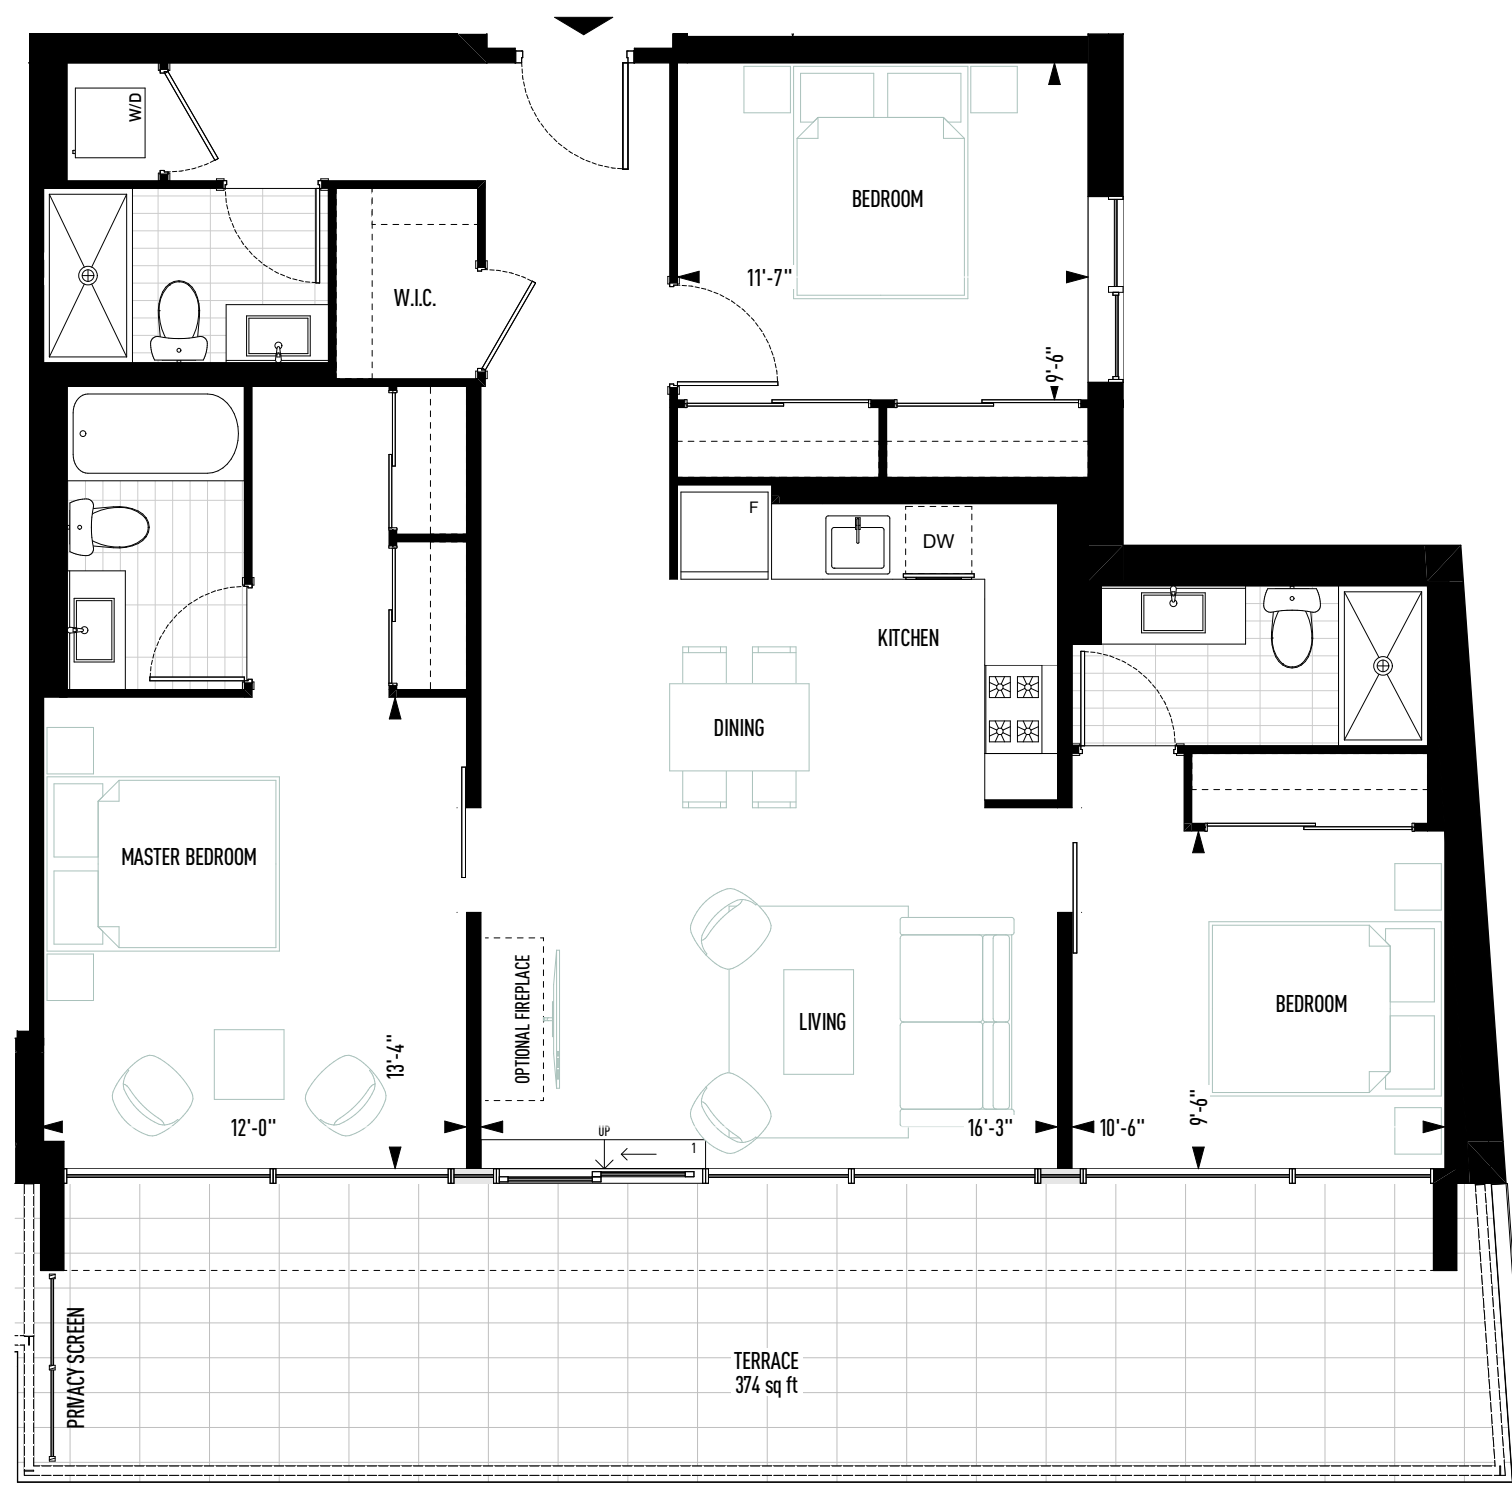 W/D
BEDROOM
11'-7"
W.I.C.
9'-6"
F
DW
KITCHEN
DINING
MASTER BEDROOM
OPTIONAL FIREPLACE
LIVING
BEDROOM
13'-4"
12'-0"
16'-3"
10'-6"
9'-6"
UP
1
PRIVACY SCREEN
TERRACE
374 sq ft